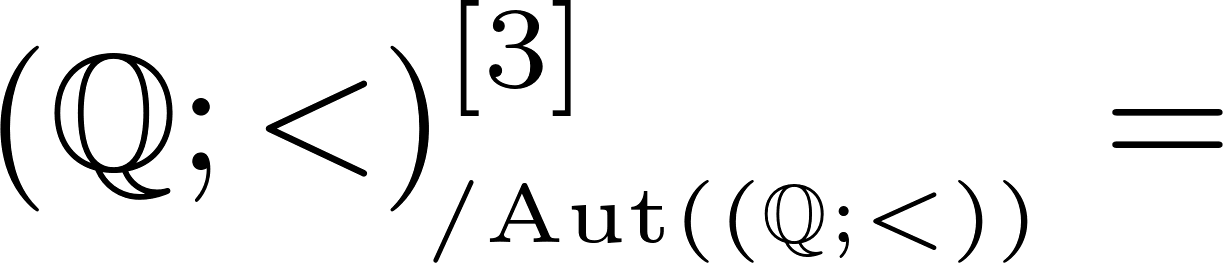 (ℚ; <)^{[3]}_{/Aut((ℚ;<))} =